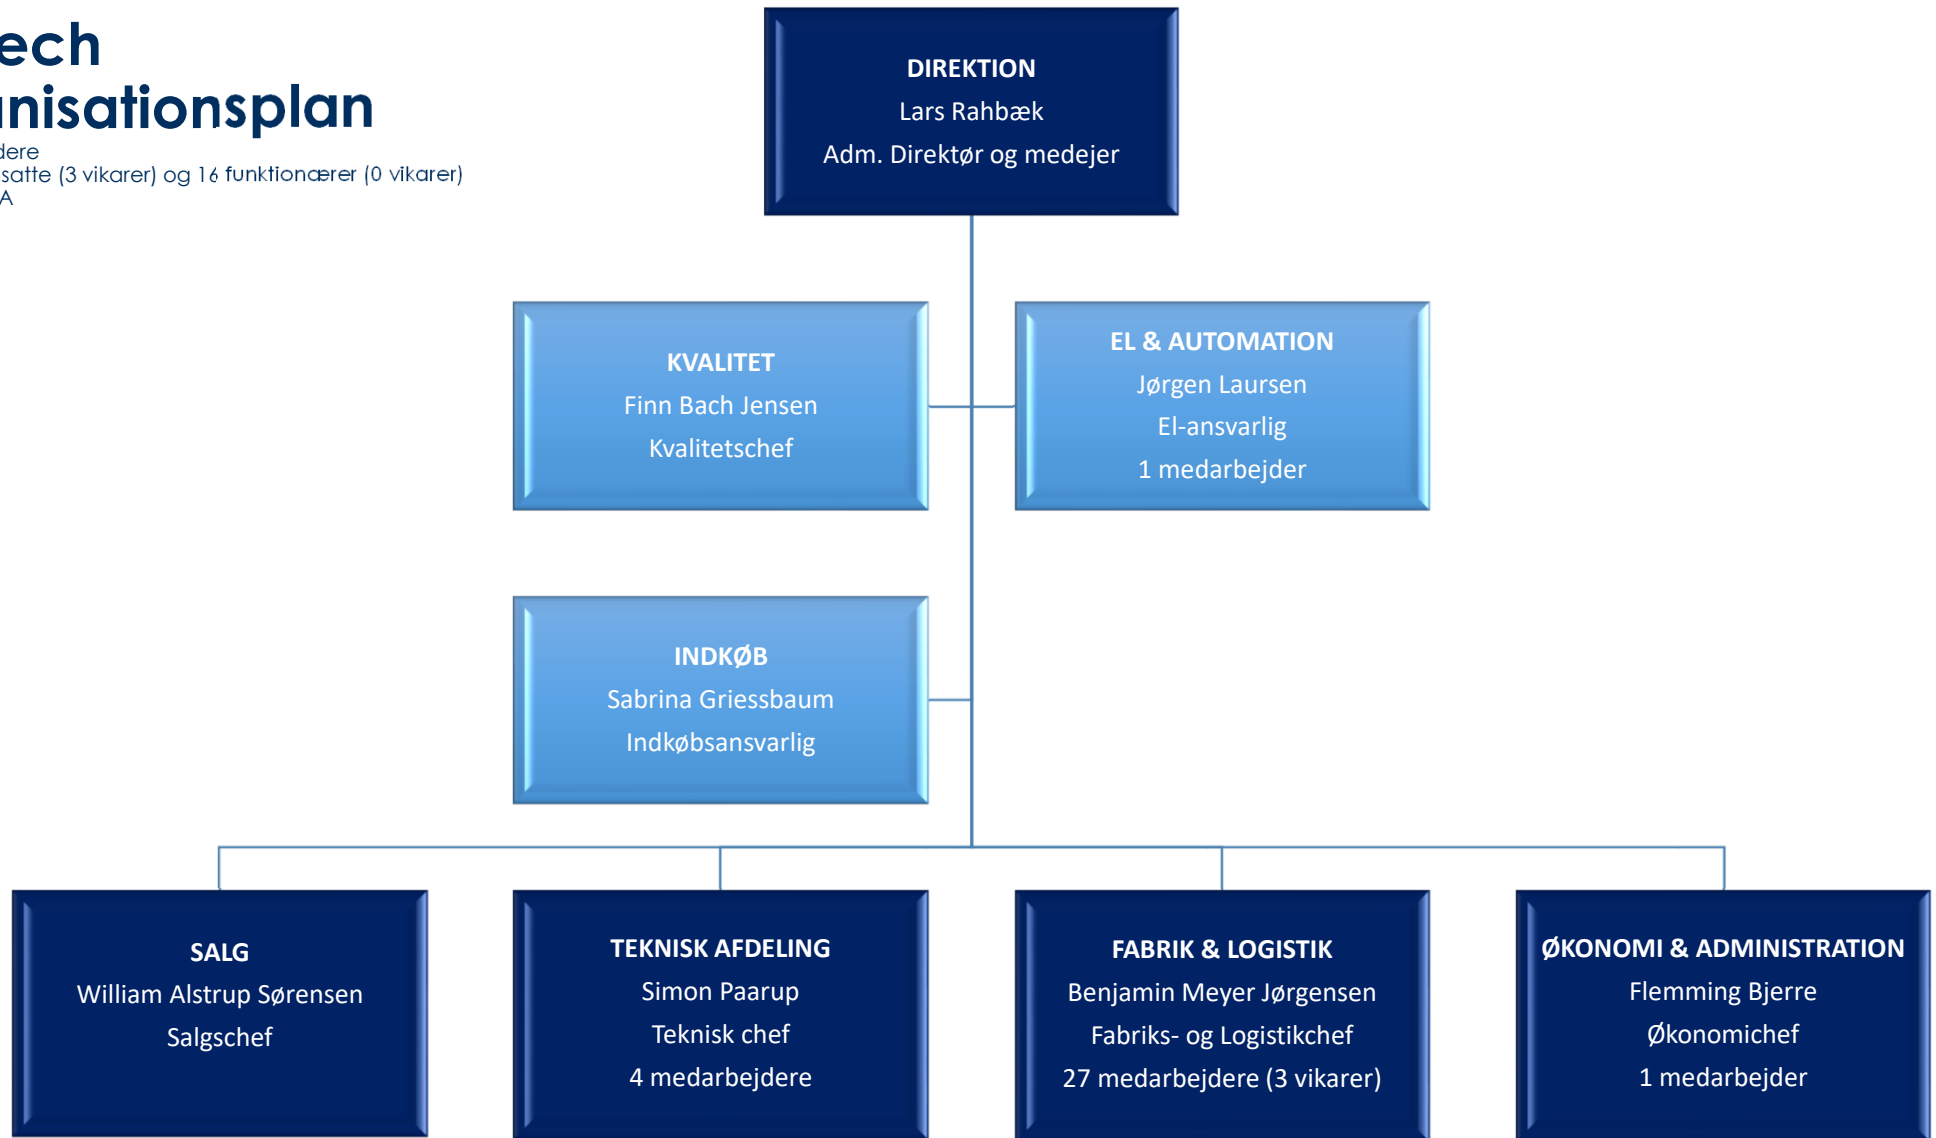 ech
anisationsplan
dere
satte (3 vikarer) og 16 funktionærer (0 vikarer)
A
DIREKTION
Lars Rahbæk
Adm. Direktør og medejer
KVALITET
Finn Bach Jensen
Kvalitetschef
EL & AUTOMATION
Jørgen Laursen
El-ansvarlig
1 medarbejder
INDKØB
Sabrina Griessbaum
Indkøbsansvarlig
SALG
William Alstrup Sørensen
Salgschef
TEKNISK AFDELING
Simon Paarup
Teknisk chef
4 medarbejdere
FABRIK & LOGISTIK
Benjamin Meyer Jørgensen
Fabriks- og Logistikchef
27 medarbejdere (3 vikarer)
ØKONOMI & ADMINISTRATION
Flemming Bjerre
Økonomichef
1 medarbejder